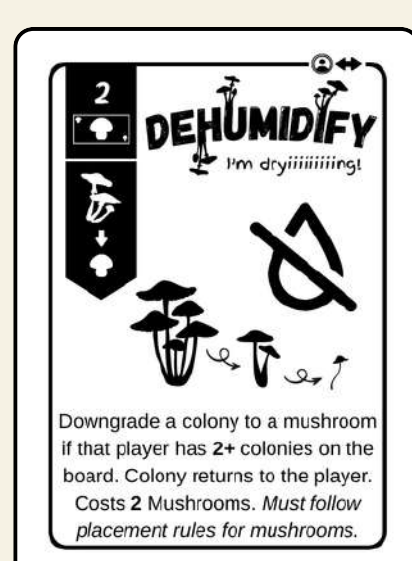 2
DEHUMIDIFY
I'm dryiiiiiiiiing!
Downgrade a colony to a mushroom
if that player has 2+ colonies on the
board. Colony returns to the player.
Costs 2 Mushrooms. Must follow
placement rules for mushrooms.